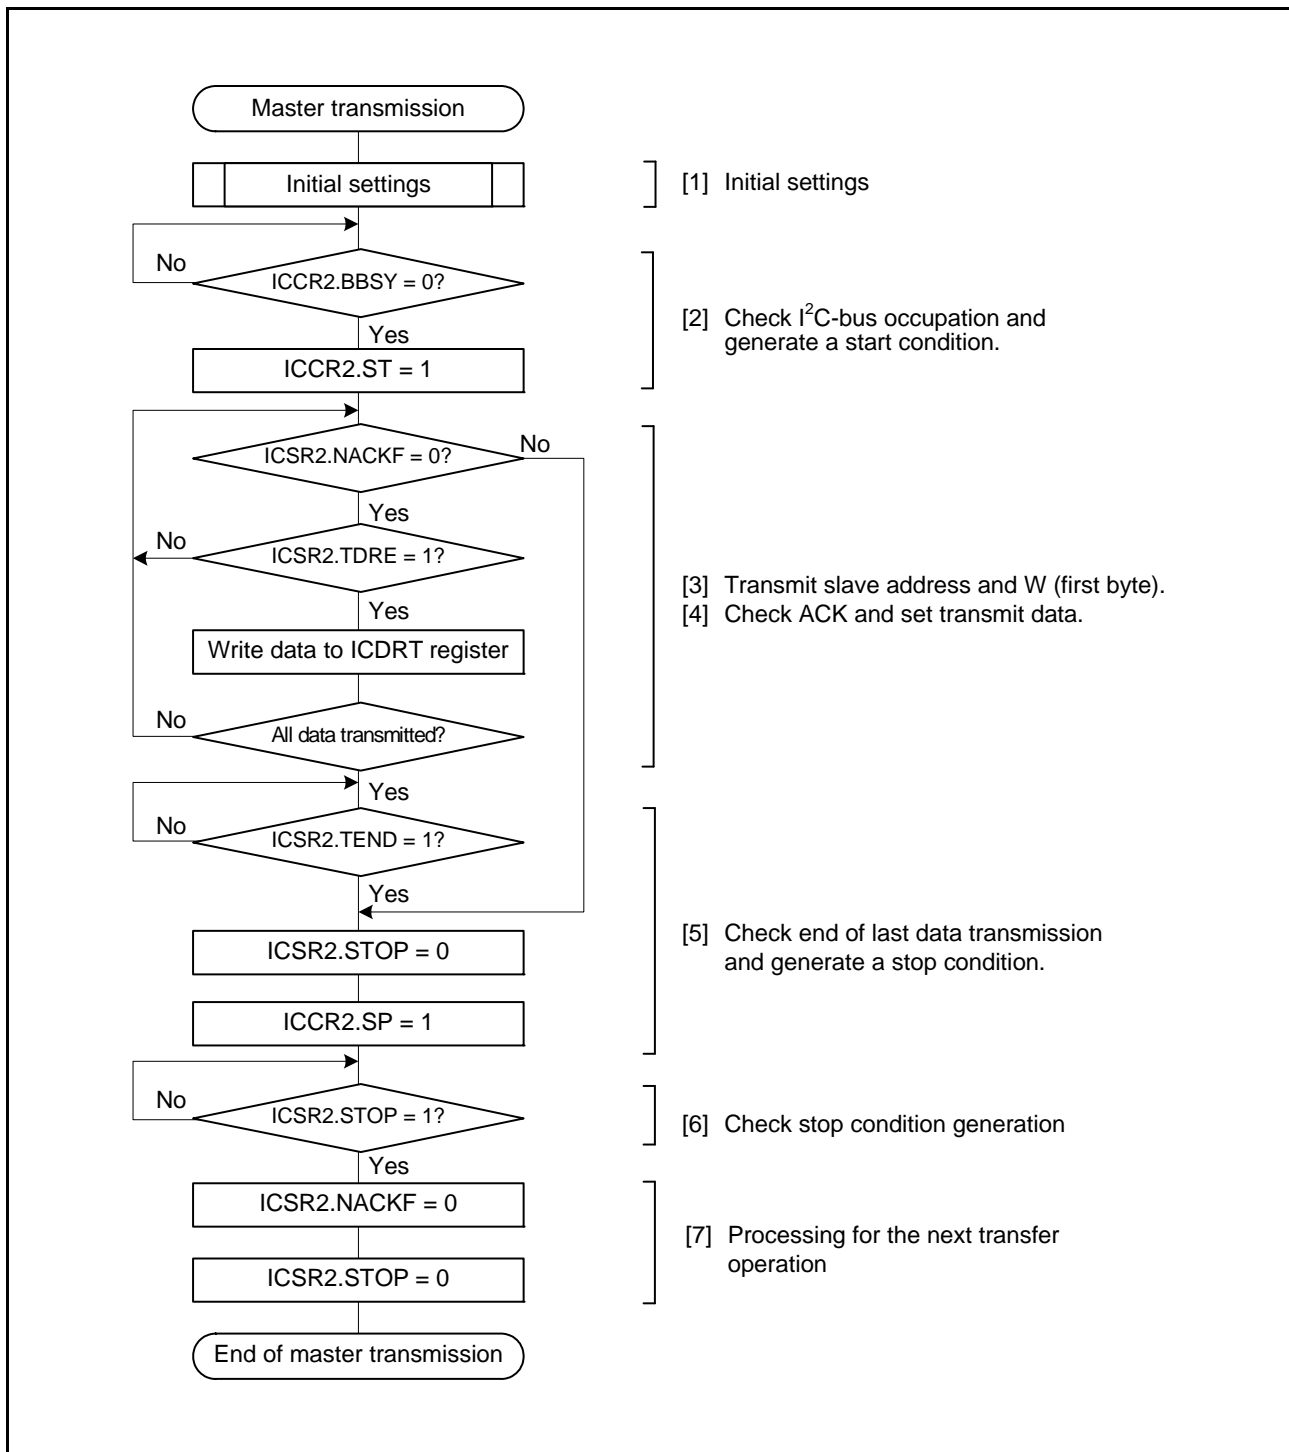 Master transmission
Initial settings
[1] Initial settings
No
ICCR2.BBSY = 0?
Yes
ICCR2.ST = 1
[2] Check I²C-bus occupation and
generate a start condition.
ICSR2.NACKF = 0?
No
Yes
No
ICSR2.TDRE = 1?
Yes
Write data to ICDRT register
No
All data transmitted?
Yes
[3] Transmit slave address and W (first byte).
[4] Check ACK and set transmit data.
No
ICSR2.TEND = 1?
Yes
ICSR2.STOP = 0
ICCR2.SP = 1
[5] Check end of last data transmission
and generate a stop condition.
No
ICSR2.STOP = 1?
Yes
[6] Check stop condition generation
ICSR2.NACKF = 0
ICSR2.STOP = 0
[7] Processing for the next transfer
operation
End of master transmission